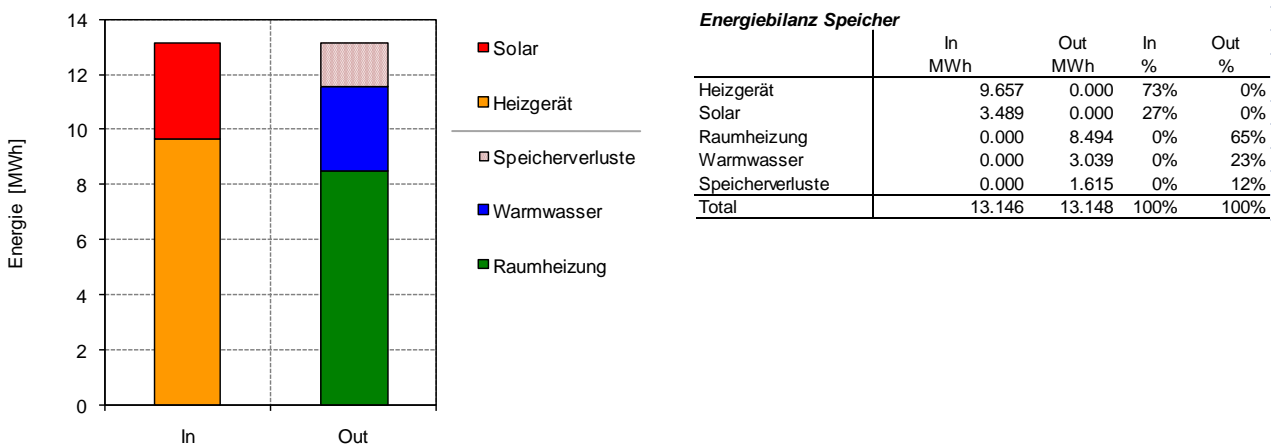 14
12
10
8
6
4
2
0
Energie [MWh]
In
Out
Solar
Heizgerät
Speicherverluste
Warmwasser
Raumheizung
Energiebilanz Speicher
In Out In Out
MWh MWh % %
Heizgerät 9.657 0.000 73% 0%
Solar 3.489 0.000 27% 0%
Raumheizung 0.000 8.494 0% 65%
Warmwasser 0.000 3.039 0% 23%
Speicherverluste 0.000 1.615 0% 12%
Total 13.146 13.148 100% 100%